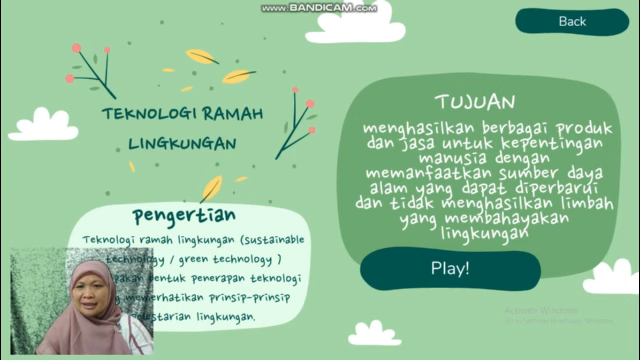 www.BANDICAM.com
Back
TEKNOLOGI RAMAH
LINGKUNGAN
TUJUAN
menghasilkan berbagai produk
dan jasa untuk kepentingan
manusia dengan
memanfaatkan sumber daya
alam yang dapat diperbarui
dan tidak menghasilkan limbah
yang membahayakan
lingkungan
Play!
pengertian
Teknologi ramah lingkungan (sustainable
technology / green technology )
bentuk penerapan teknologi
memerhatikan prinsip-prinsip
lingkungan.
Activate Windows